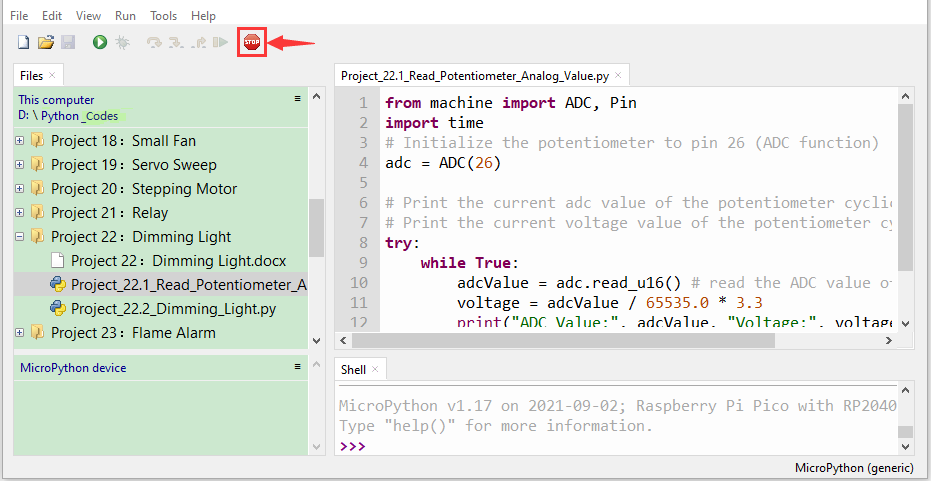 File Edit View Run Tools Help
STOP
Files
This computer
D: \ Python _Codes
Project 18：Small Fan
Project 19：Servo Sweep
Project 20：Stepping Motor
Project 21：Relay
Project 22：Dimming Light
Project 22：Dimming Light.docx
Project_22.1_Read_Potentiometer_A
Project_22.2_Dimming_Light.py
Project 23：Flame Alarm
MicroPython device
Project_22.1_Read_Potentiometer_Analog_Value.py
1 from machine import ADC, Pin
2 import time
3 # Initialize the potentiometer to pin 26 (ADC function)
4 adc = ADC(26)
5
6 # Print the current adc value of the potentiometer cyclic
7 # Print the current voltage value of the potentiometer cy
8 try:
9 while True:
10 adcValue = adc.read_u16() # read the ADC value of
11 voltage = adcValue / 65535.0 * 3.3
12 print("ADC Value:", adcValue, "Voltage:", voltage
Shell
MicroPython v1.17 on 2021-09-02; Raspberry Pi Pico with RP2040
Type "help()" for more information.
>>>
MicroPython (generic)